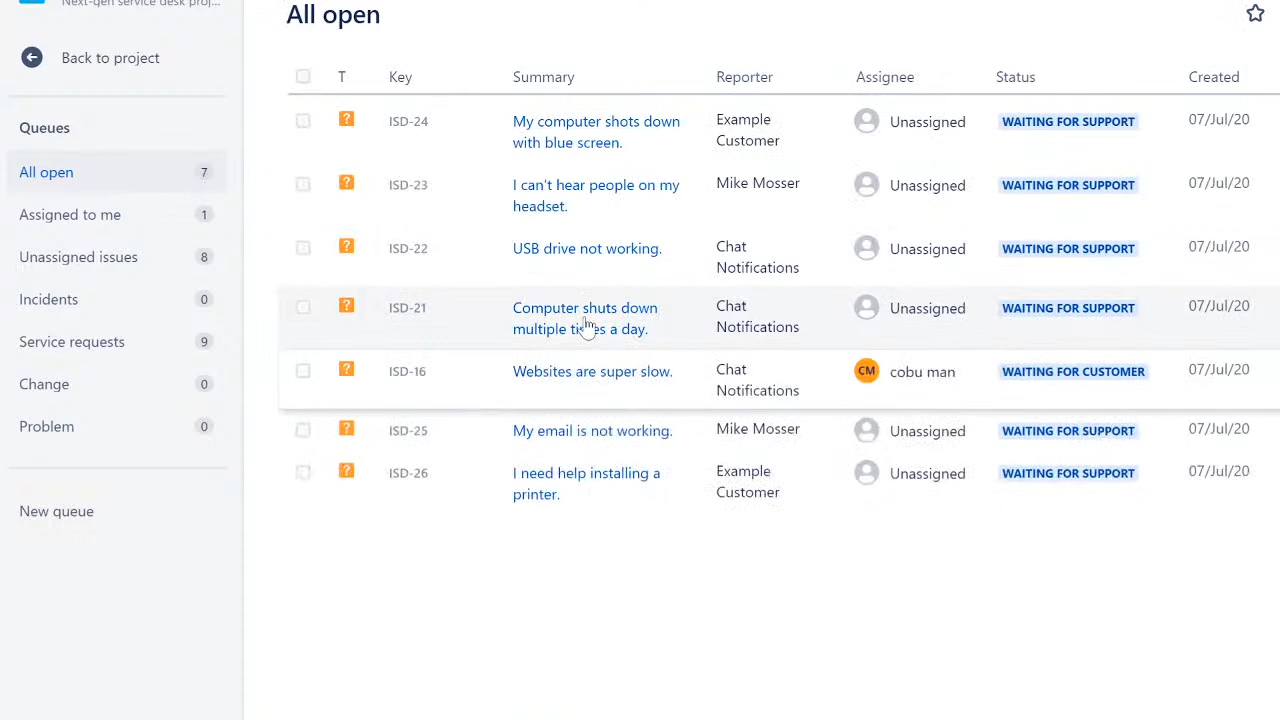 Next-gen service desk proj...
Back to project
Queues
All open 7
Assigned to me 1
Unassigned issues 8
Incidents 0
Service requests 9
Change 0
Problem 0
New queue
All open
T Key Summary Reporter Assignee Status Created
? ISD-24 My computer shots down with blue screen. Example Customer Unassigned WAITING FOR SUPPORT 07/Jul/20
? ISD-23 I can't hear people on my headset. Mike Mosser Unassigned WAITING FOR SUPPORT 07/Jul/20
? ISD-22 USB drive not working. Chat Notifications Unassigned WAITING FOR SUPPORT 07/Jul/20
? ISD-21 Computer shuts down multiple times a day. Chat Notifications Unassigned WAITING FOR SUPPORT 07/Jul/20
? ISD-16 Websites are super slow. Chat Notifications CM cobu man WAITING FOR CUSTOMER 07/Jul/20
? ISD-25 My email is not working. Mike Mosser Unassigned WAITING FOR SUPPORT 07/Jul/20
? ISD-26 I need help installing a printer. Example Customer Unassigned WAITING FOR SUPPORT 07/Jul/20